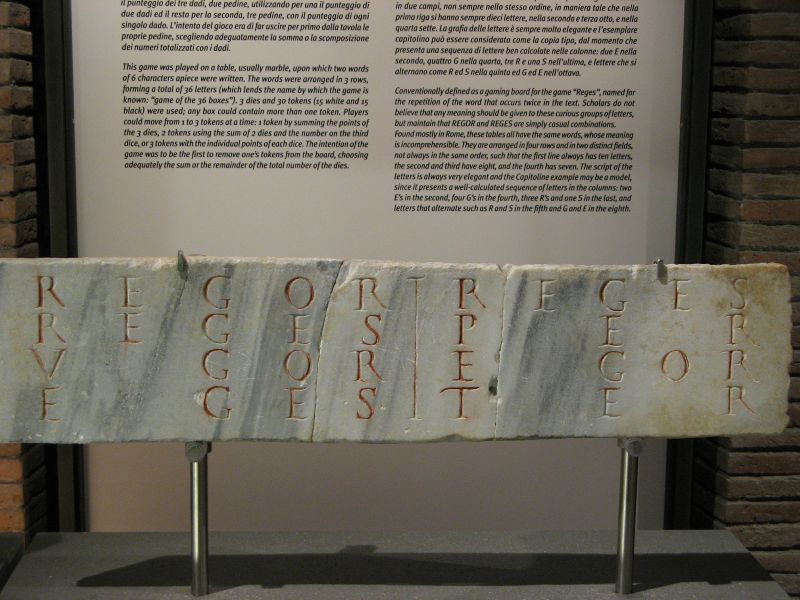 il punteggio dei tre dadi, due pedine, utilizzando per una il punteggio di
due dadi ed il resto per la seconda, tre pedine, con il punteggio di ogni
singolo dado. L'intento del gioco era di far uscire per primo dalla tavola le
proprie pedine, scegliendo adeguatamente la somma o la scomposizione
dei numeri totalizzati con i dadi.
This game was played on a table, usually marble, upon which two words
of 6 characters apiece were written. The words were arranged in 3 rows,
forming a total of 36 letters (which lends the name by which the game is
known: "game of the 36 boxes"). 3 dies and 30 tokens (15 white and 15
black) were used; any box could contain more than one token. Players
could move from 1 to 3 tokens at a time: 1 token by summing the points of
the 3 dies, 2 tokens using the sum of 2 dies and the number on the third
dice, or 3 tokens with the individual points of each dice. The intention of the
game was to be the first to remove one's tokens from the board, choosing
adequately the sum or the remainder of the total number of the dies.
in due campi, non sempre nello stesso ordine, in maniera tale che nella
prima riga si hanno sempre dieci lettere, nella seconda e terza otto, e nella
quarta sette. La grafia delle lettere è sempre molto elegante e l'esemplare
capitolino può essere considerato come la copia tipo, dal momento che
presenta una sequenza di lettere ben calcolate nelle colonne: due E nella
seconda, quattro G nella quarta, tre R e una S nell'ultima, e lettere che si
alternano come R ed S nella quinta ed G ed E nell'ottava.
Conventionally defined as a gaming board for the game "Reges", named for
the repetition of the word that occurs twice in the text. Scholars do not
believe that any meaning should be given to these curious groups of letters,
but maintain that REGOR and REGES are simply casual combinations.
Found mostly in Rome, these tables all have the same words, whose meaning
is incomprehensible. They are arranged in four rows and in two distinct fields,
not always in the same order, such that the first line always has ten letters,
the second and third have eight, and the fourth has seven. The script of the
letters is always very elegant and the Capitoline example may be a model,
since it presents a well-calculated sequence of letters in the columns: two
E's in the second, four G's in the fourth, three R's and one S in the last, and
letters that alternate such as R and S in the fifth and G and E in the eighth.
R E G O R R E G E S
R E G E S P E R
V G O R E G O R
E G E S T E R